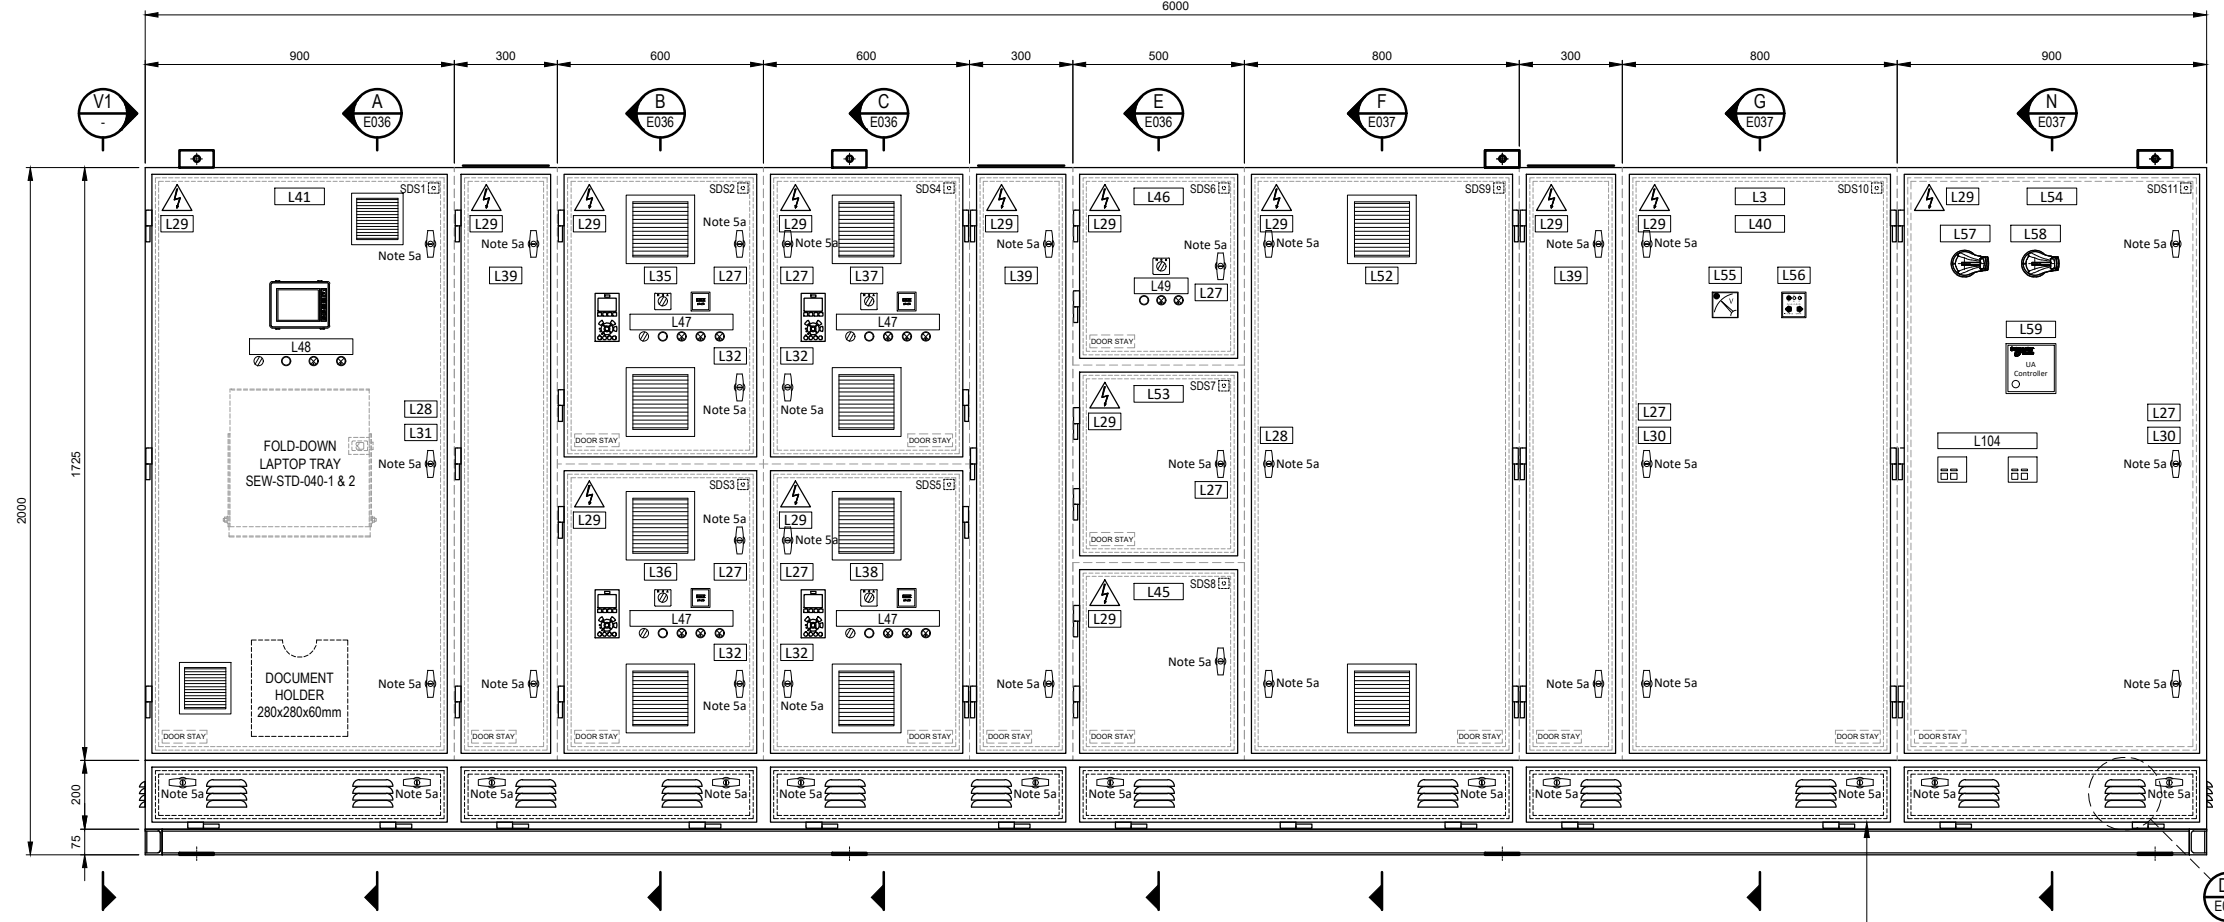 6000
900
300
600
600
300
500
800
300
800
900
V1
-
A
E036
B
E036
C
E036
E
E036
F
E037
G
E037
N
E037
2000
1725
200
75
L29
L41
SDS1
Note 5a
L48
L28
L31
FOLD-DOWN
LAPTOP TRAY
SEW-STD-040-1 & 2
Note 5a
DOCUMENT
HOLDER
280x280x60mm
Note 5a
DOOR STAY
L29
Note 5a
L39
Note 5a
DOOR STAY
SDS2
L29
Note 5a
L35
L27
L47
L32
Note 5a
DOOR STAY
SDS3
L29
Note 5a
L36
L27
L47
L32
Note 5a
SDS4
L29
Note 5a
L27
L37
L47
L32
Note 5a
DOOR STAY
SDS5
L29
Note 5a
L27
L38
L47
L32
Note 5a
DOOR STAY
L29
Note 5a
L39
Note 5a
DOOR STAY
L46
SDS6
L29
Note 5a
L49
L27
DOOR STAY
L53
SDS7
L29
Note 5a
L27
DOOR STAY
L45
SDS8
L29
Note 5a
SDS9
L29
Note 5a
L52
L28
Note 5a
Note 5a
DOOR STAY
L29
Note 5a
L39
Note 5a
DOOR STAY
L3
SDS10
L29
L40
Note 5a
L55
L56
L27
L30
Note 5a
Note 5a
DOOR STAY
L29
L54
SDS11
L57
L58
Note 5a
L59
UA
Controller
L27
L104
L30
Note 5a
Note 5a
DOOR STAY
Note 5a
Note 5a
Note 5a
Note 5a
Note 5a
Note 5a
Note 5a
Note 5a
Note 5a
Note 5a
Note 5a
Note 5a